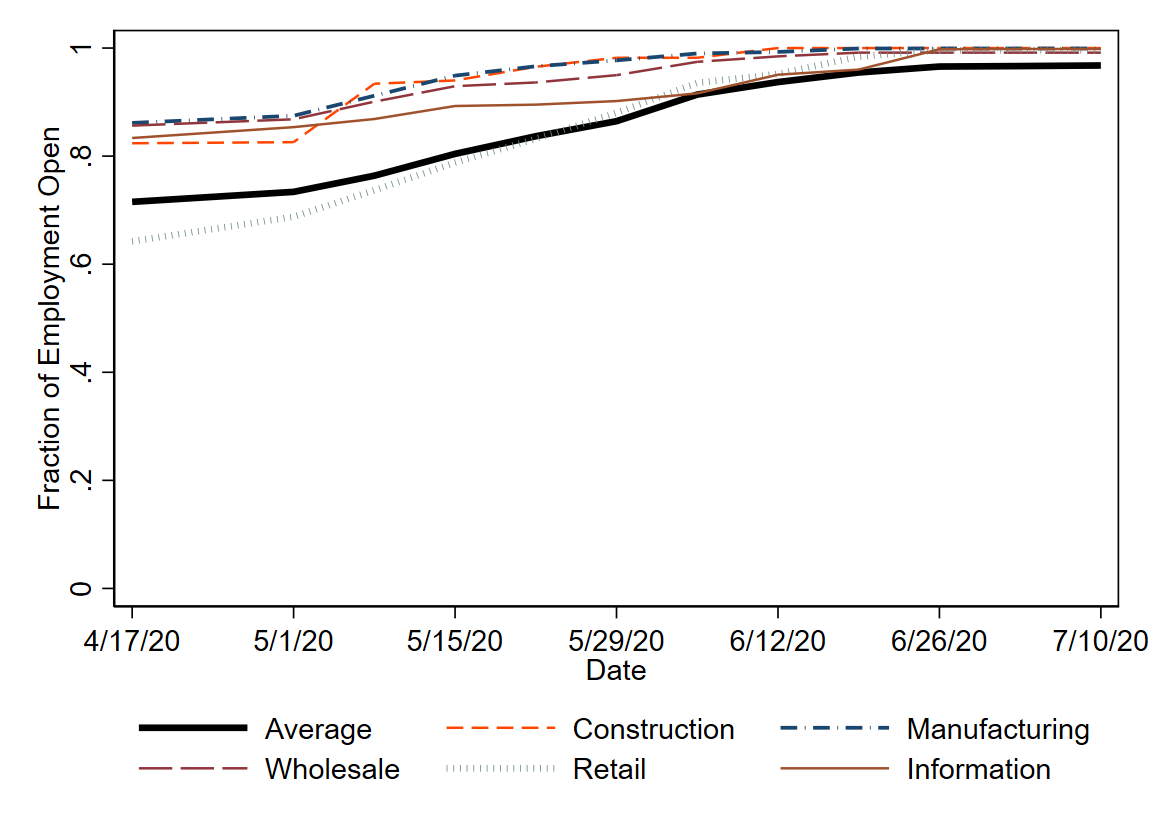 Fraction of Employment Open
1
.8
.6
.4
.2
0
4/17/20 5/1/20 5/15/20 5/29/20 6/12/20 6/26/20 7/10/20
Date
Average Construction Manufacturing
Wholesale Retail Information